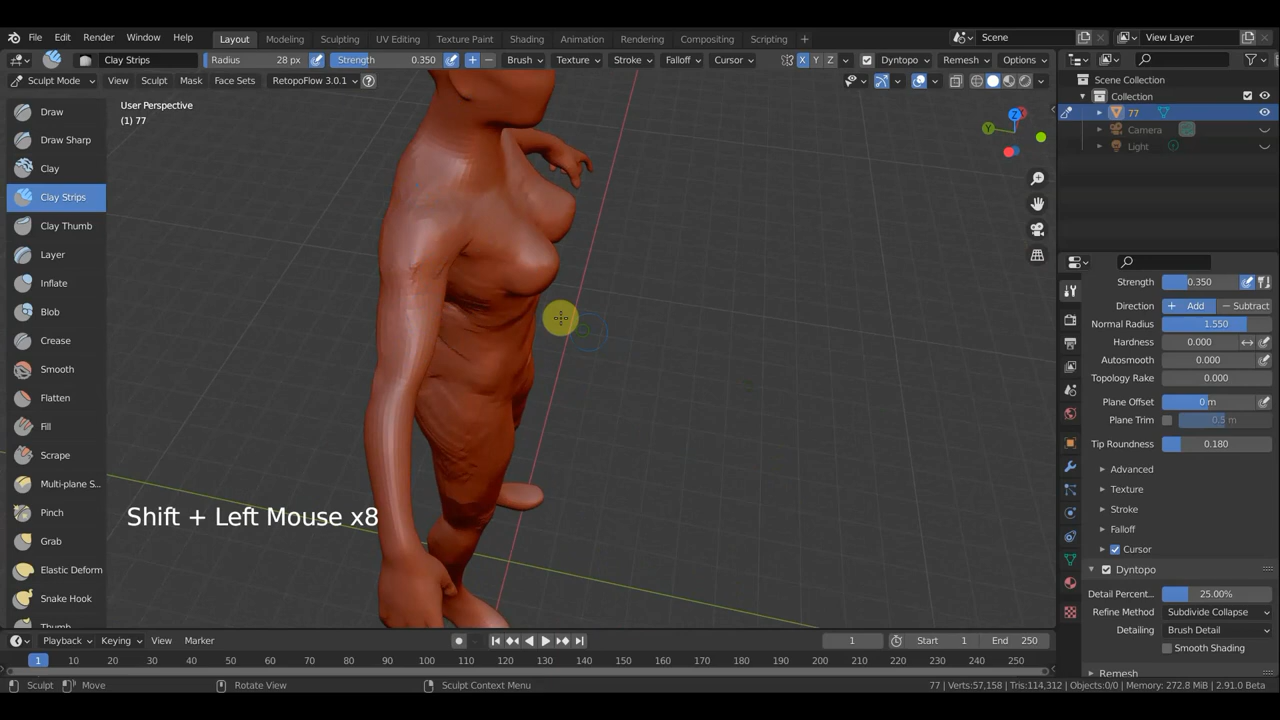 File Edit Render Window Help Layout Modeling Sculpting UV Editing Texture Paint Shading Animation Rendering Compositing Scripting + Scene View Layer
Clay Strips Radius 28 px Strength 0.350 Brush Texture Stroke Falloff Cursor X Y Z Dyntopo Remesh Options
Sculpt Mode View Sculpt Mask Face Sets RetopoFlow 3.0.1
User Perspective
(1) 77
Draw
Draw Sharp
Clay
Clay Strips
Clay Thumb
Layer
Inflate
Blob
Crease
Smooth
Flatten
Fill
Scrape
Multi-plane S...
Pinch
Grab
Elastic Deform
Snake Hook
Thumb
Z
X
Y
Shift + Left Mouse x8
Scene Collection
Collection
77
Camera
Light
Strength 0.350
Direction + Add — Subtract
Normal Radius 1.550
Hardness 0.000
Autosmooth 0.000
Topology Rake 0.000
Plane Offset 0 m
Plane Trim 0.5 m
Tip Roundness 0.180
Advanced
Texture
Stroke
Falloff
Cursor
Dyntopo
Detail Percent... 25.00%
Refine Method Subdivide Collapse
Detailing Brush Detail
Smooth Shading
Remesh
Playback Keying View Marker 1 Start 1 End 250
1 10 20 30 40 50 60 70 80 90 100 110 120 130 140 150 160 170 180 190 200 210 220 230 240 250
Sculpt Move Rotate View Sculpt Context Menu 77 | Verts:57,158 | Tris:114,312 | Objects:0/0 | Memory: 272.8 MiB | 2.91.0 Beta